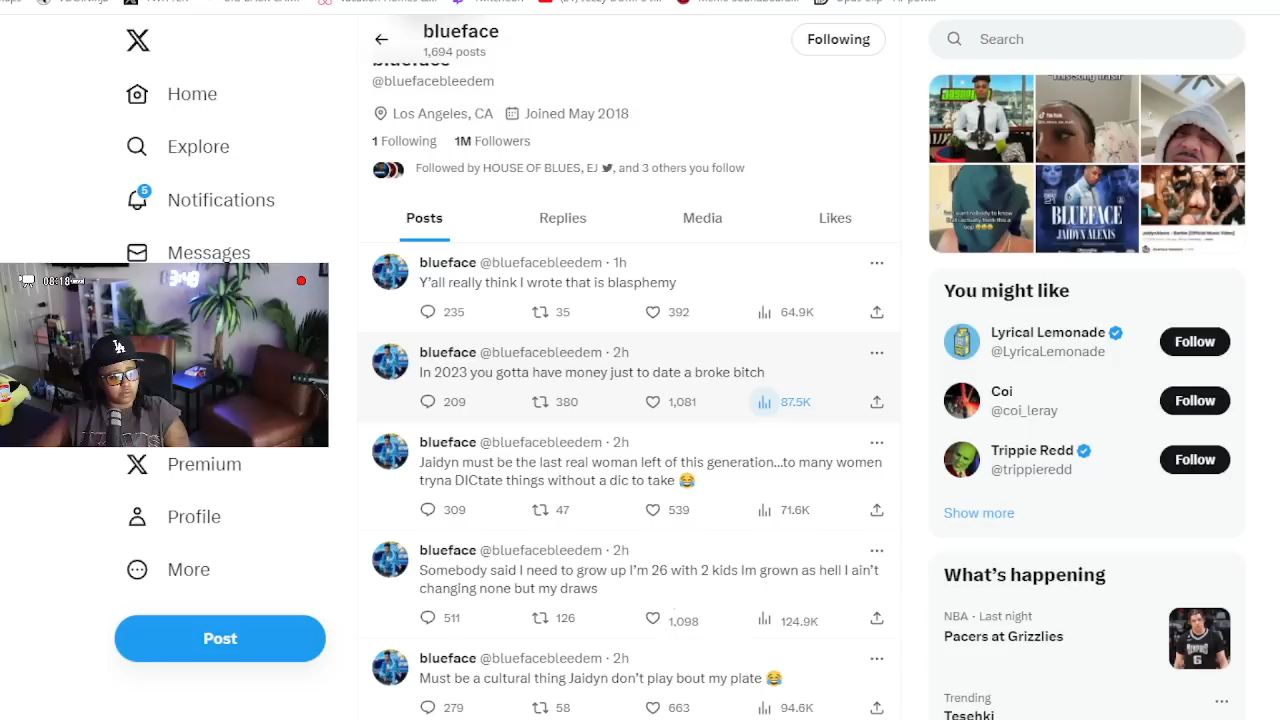 blueface
1,694 posts
Following
Search
Home
Explore
Notifications
5
Messages
Premium
Profile
More
Post
08:18
3:48
LA
blueface
@bluefacebleedem
Los Angeles, CA Joined May 2018
1 Following 1M Followers
Followed by HOUSE OF BLUES, EJ, and 3 others you follow
Posts Replies Media Likes
blueface @bluefacebleedem · 1h
Y'all really think I wrote that is blasphemy
235 35 392 64.9K
blueface @bluefacebleedem · 2h
In 2023 you gotta have money just to date a broke bitch
209 380 1,081 87.5K
blueface @bluefacebleedem · 2h
Jaidyn must be the last real woman left of this generation...to many women
tryna DICtate things without a dic to take 😂
309 47 539 71.6K
blueface @bluefacebleedem · 2h
Somebody said I need to grow up I'm 26 with 2 kids Im grown as hell I ain't
changing none but my draws
511 126 1,098 124.9K
blueface @bluefacebleedem · 2h
Must be a cultural thing Jaidyn don't play bout my plate 😂
279 58 663 94.6K
BLUEFACE
JAIDYN ALEXIS
You might like
Lyrical Lemonade
@LyricaLemonade
Follow
Coi
@coi_leray
Follow
Trippie Redd
@trippieredd
Follow
Show more
What's happening
NBA · Last night
Pacers at Grizzlies
Trending
Tesehki